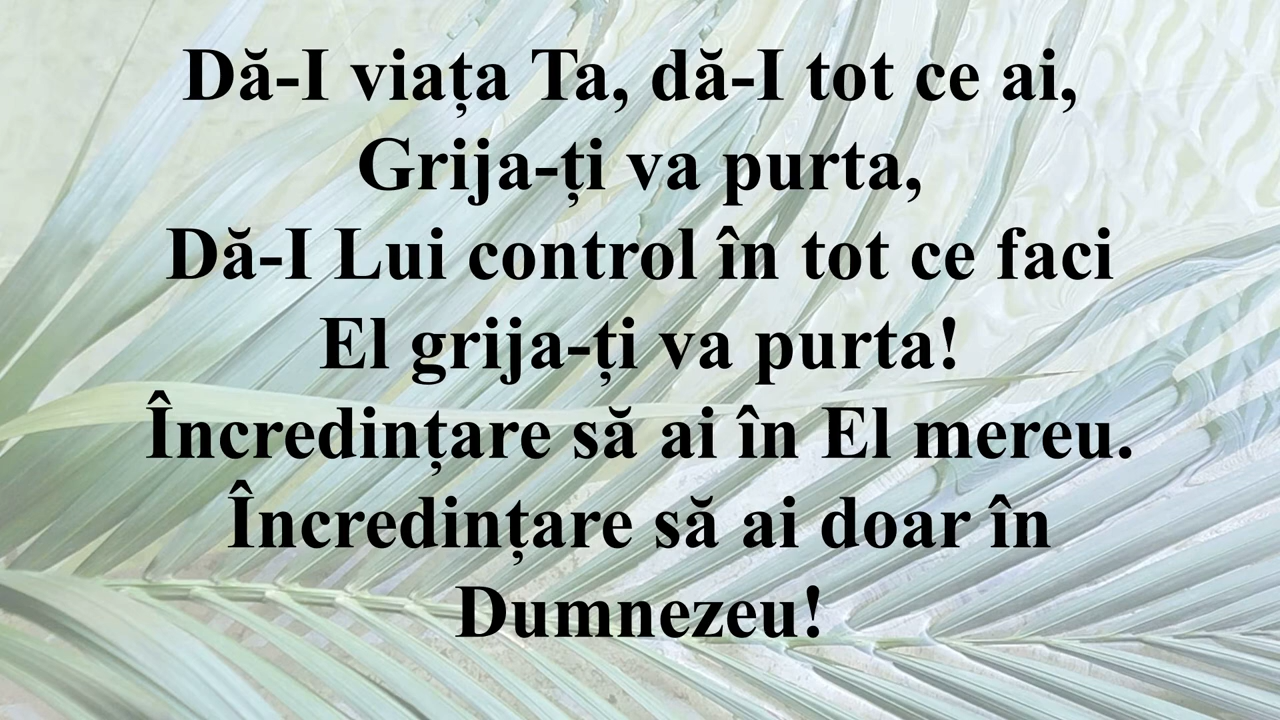 Dă-I viața Ta, dă-I tot ce ai,
Grija-ți va purta,
Dă-I Lui control în tot ce faci
El grija-ți va purta!
Încredințare să ai în El mereu.
Încredințare să ai doar în
Dumnezeu!